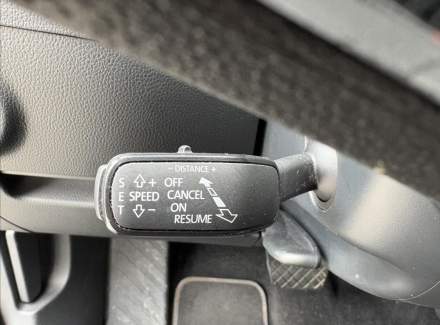 – DISTANCE +
S ⇧+ OFF
E SPEED CANCEL
T ⇩– ON
RESUME